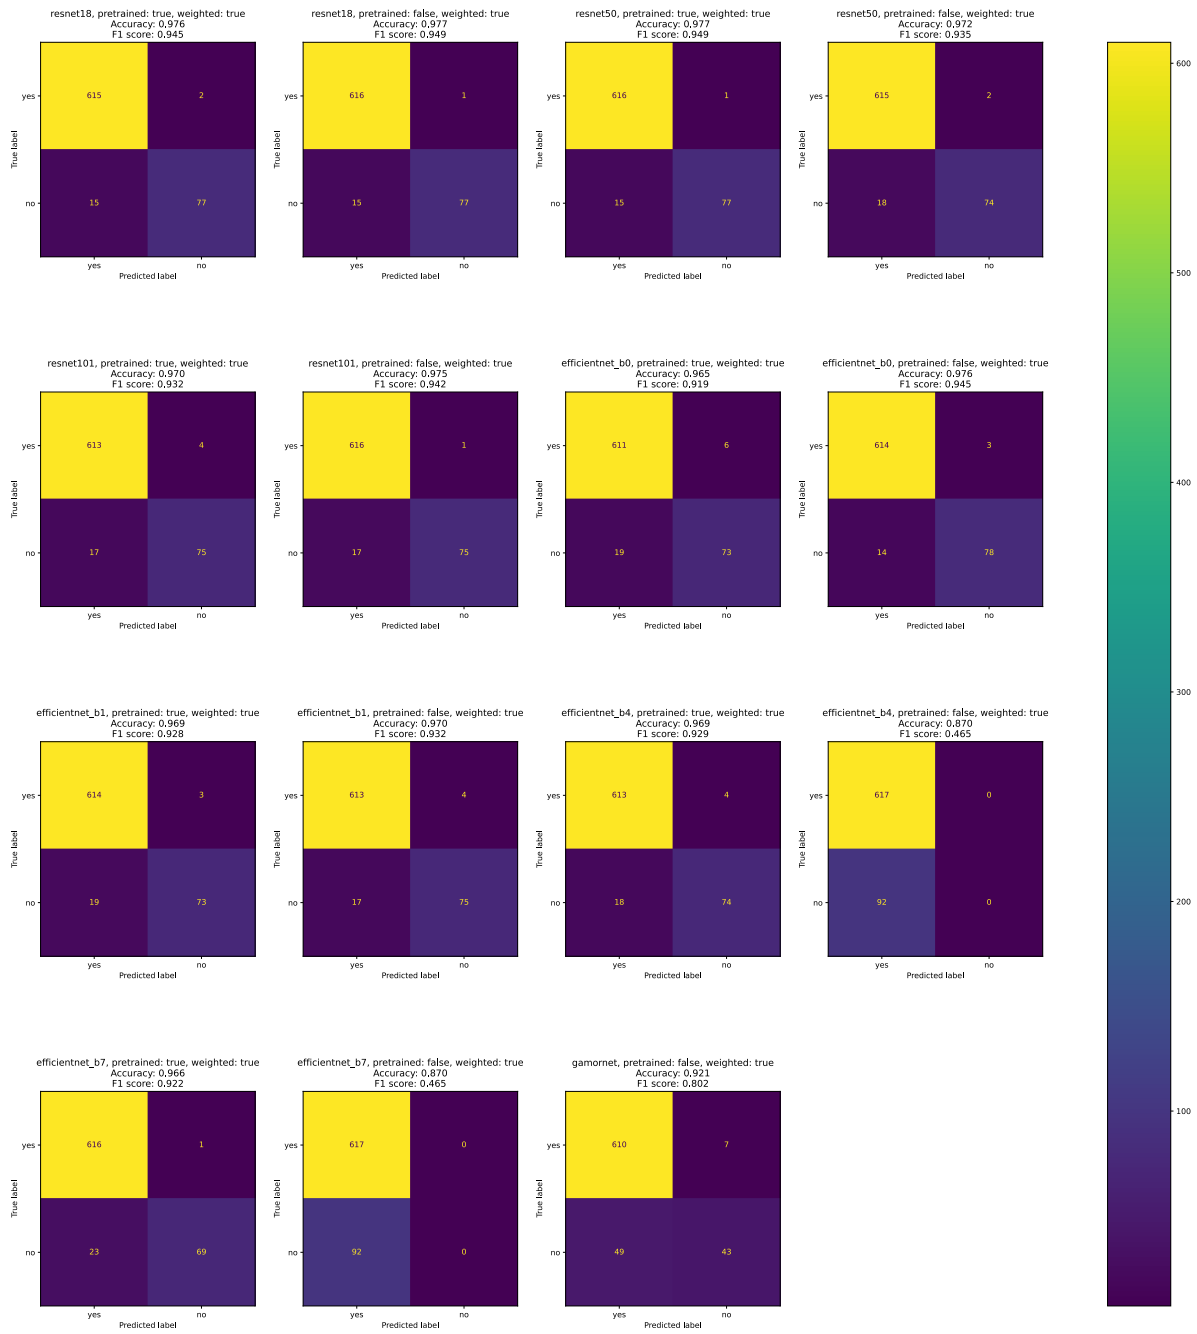 resnet18, pretrained: true, weighted: true
Accuracy: 0.976
F1 score: 0.945
yes
615
2
True label
no
15
77
yes
no
Predicted label
resnet18, pretrained: false, weighted: true
Accuracy: 0.977
F1 score: 0.949
yes
616
1
True label
no
15
77
yes
no
Predicted label
resnet50, pretrained: true, weighted: true
Accuracy: 0.977
F1 score: 0.949
yes
616
1
True label
no
15
77
yes
no
Predicted label
resnet50, pretrained: false, weighted: true
Accuracy: 0.972
F1 score: 0.935
yes
615
2
True label
no
18
74
yes
no
Predicted label
resnet101, pretrained: true, weighted: true
Accuracy: 0.970
F1 score: 0.932
yes
613
4
True label
no
17
75
yes
no
Predicted label
resnet101, pretrained: false, weighted: true
Accuracy: 0.975
F1 score: 0.942
yes
616
1
True label
no
17
75
yes
no
Predicted label
efficientnet_b0, pretrained: true, weighted: true
Accuracy: 0.965
F1 score: 0.919
yes
611
6
True label
no
19
73
yes
no
Predicted label
efficientnet_b0, pretrained: false, weighted: true
Accuracy: 0.976
F1 score: 0.945
yes
614
3
True label
no
14
78
yes
no
Predicted label
efficientnet_b1, pretrained: true, weighted: true
Accuracy: 0.969
F1 score: 0.928
yes
614
3
True label
no
19
73
yes
no
Predicted label
efficientnet_b1, pretrained: false, weighted: true
Accuracy: 0.970
F1 score: 0.932
yes
613
4
True label
no
17
75
yes
no
Predicted label
efficientnet_b4, pretrained: true, weighted: true
Accuracy: 0.969
F1 score: 0.929
yes
613
4
True label
no
18
74
yes
no
Predicted label
efficientnet_b4, pretrained: false, weighted: true
Accuracy: 0.870
F1 score: 0.465
yes
617
0
True label
no
92
0
yes
no
Predicted label
efficientnet_b7, pretrained: true, weighted: true
Accuracy: 0.966
F1 score: 0.922
yes
616
1
True label
no
23
69
yes
no
Predicted label
efficientnet_b7, pretrained: false, weighted: true
Accuracy: 0.870
F1 score: 0.465
yes
617
0
True label
no
92
0
yes
no
Predicted label
gamornet, pretrained: false, weighted: true
Accuracy: 0.921
F1 score: 0.802
yes
610
7
True label
no
49
43
yes
no
Predicted label
600
500
400
300
200
100